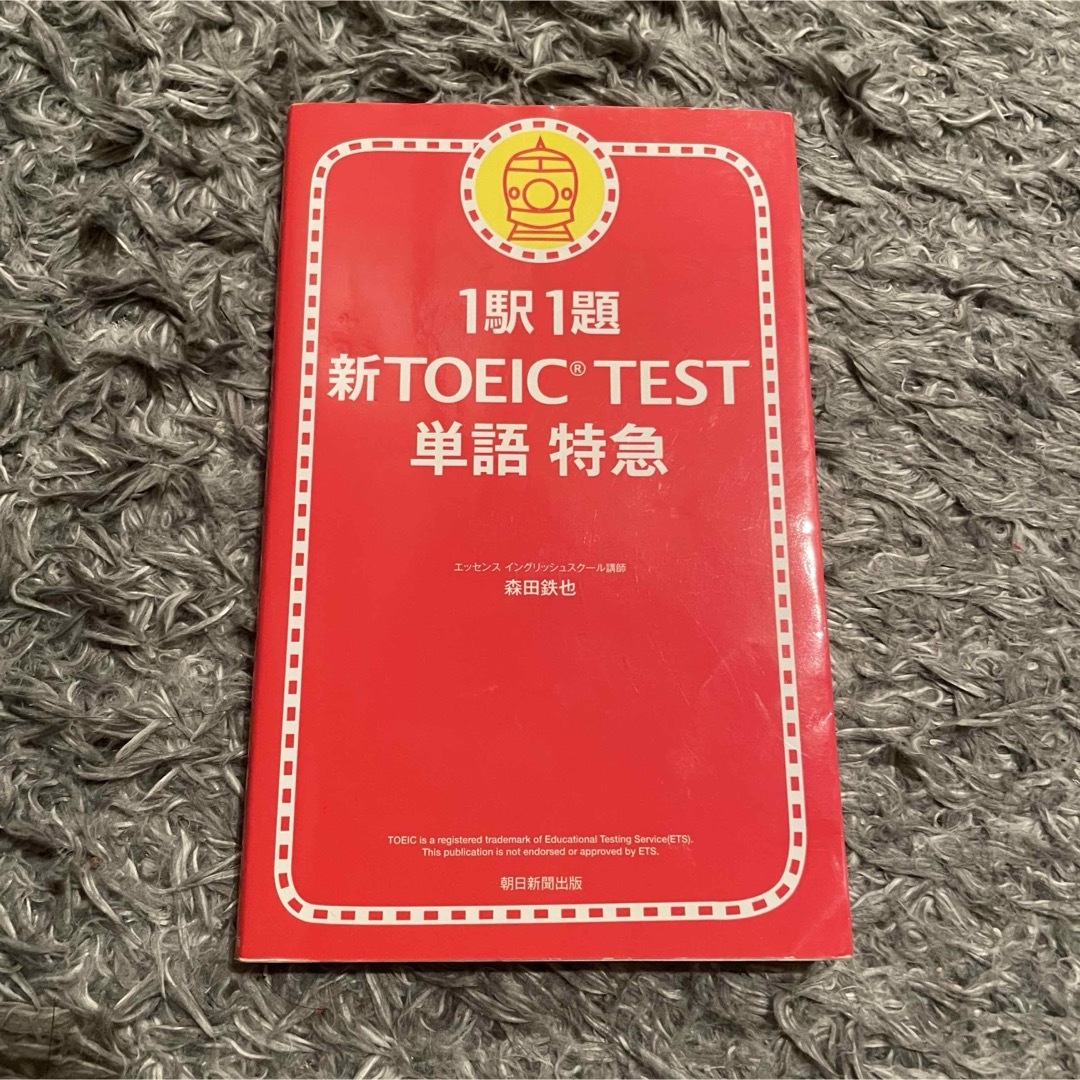 1駅1題
新TOEIC® TEST
単語 特急
エッセンス イングリッシュスクール講師
森田鉄也
TOEIC is a registered trademark of Educational Testing Service(ETS).
This publication is not endorsed or approved by ETS.
朝日新聞出版